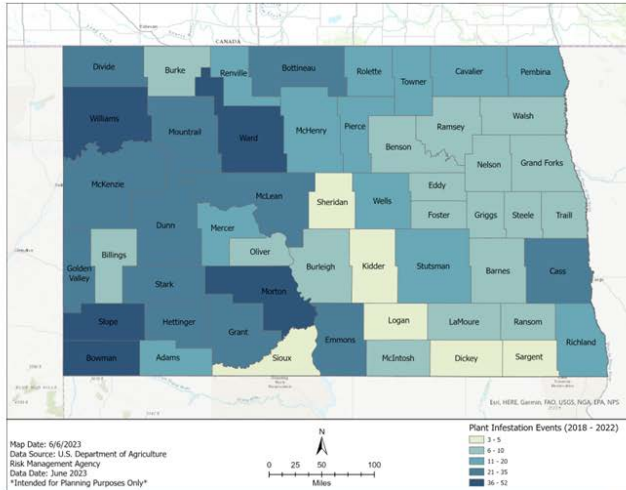 CANADA
Divide
Burke
Renville
Bottineau
Rolette
Towner
Cavalier
Pembina
Williams
Mountrail
Ward
McHenry
Pierce
Benson
Ramsey
Walsh
Nelson
Grand Forks
McKenzie
McLean
Sheridan
Wells
Eddy
Foster
Griggs
Steele
Traill
Dunn
Mercer
Oliver
Billings
Golden
Valley
Stark
Burleigh
Kidder
Stutsman
Barnes
Cass
Morton
Slope
Hettinger
Grant
Emmons
Logan
LaMoure
Ransom
Richland
Bowman
Adams
Sioux
McIntosh
Dickey
Sargent
Esri, HERE, Garmin, FAO, USGS, NGA, EPA, NPS
Map Date: 6/6/2023
Data Source: U.S. Department of Agriculture
Risk Management Agency
Data Date: June 2023
*Intended for Planning Purposes Only*
N
0 25 50 100
Miles
Plant Infestation Events (2018 - 2022)
3 - 5
6 - 10
11 - 20
21 - 35
36 - 52